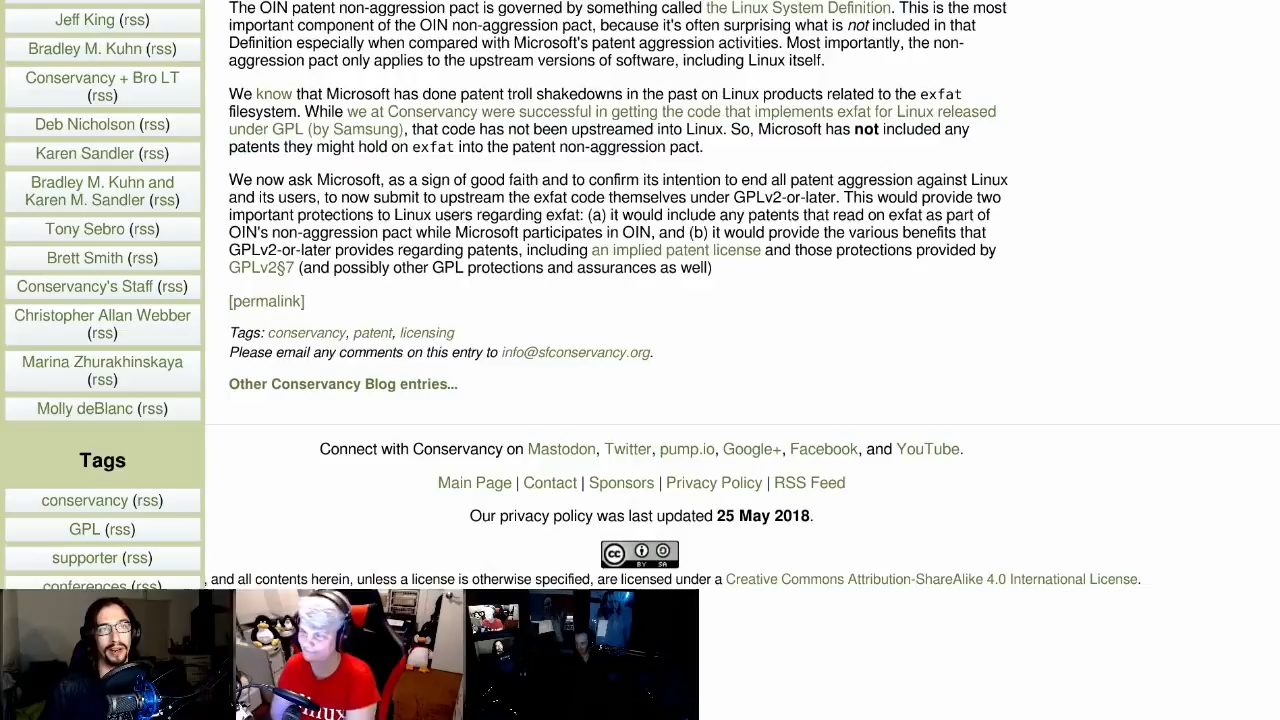 Jeff King (rss)
Bradley M. Kuhn (rss)
Conservancy + Bro LT
(rss)
Deb Nicholson (rss)
Karen Sandler (rss)
Bradley M. Kuhn and
Karen M. Sandler (rss)
Tony Sebro (rss)
Brett Smith (rss)
Conservancy's Staff (rss)
Christopher Allan Webber
(rss)
Marina Zhurakhinskaya
(rss)
Molly deBlanc (rss)
Tags
conservancy (rss)
GPL (rss)
supporter (rss)
conferences (rss)
The OIN patent non-aggression pact is governed by something called the Linux System Definition. This is the most
important component of the OIN non-aggression pact, because it's often surprising what is not included in that
Definition especially when compared with Microsoft's patent aggression activities. Most importantly, the non-
aggression pact only applies to the upstream versions of software, including Linux itself.
We know that Microsoft has done patent troll shakedowns in the past on Linux products related to the exfat
filesystem. While we at Conservancy were successful in getting the code that implements exfat for Linux released
under GPL (by Samsung), that code has not been upstreamed into Linux. So, Microsoft has not included any
patents they might hold on exfat into the patent non-aggression pact.
We now ask Microsoft, as a sign of good faith and to confirm its intention to end all patent aggression against Linux
and its users, to now submit to upstream the exfat code themselves under GPLv2-or-later. This would provide two
important protections to Linux users regarding exfat: (a) it would include any patents that read on exfat as part of
OIN's non-aggression pact while Microsoft participates in OIN, and (b) it would provide the various benefits that
GPLv2-or-later provides regarding patents, including an implied patent license and those protections provided by
GPLv2§7 (and possibly other GPL protections and assurances as well)
[permalink]
Tags: conservancy, patent, licensing
Please email any comments on this entry to info@sfconservancy.org.
Other Conservancy Blog entries...
Connect with Conservancy on Mastodon, Twitter, pump.io, Google+, Facebook, and YouTube.
Main Page | Contact | Sponsors | Privacy Policy | RSS Feed
Our privacy policy was last updated 25 May 2018.
cc BY SA
, and all contents herein, unless a license is otherwise specified, are licensed under a Creative Commons Attribution-ShareAlike 4.0 International License.